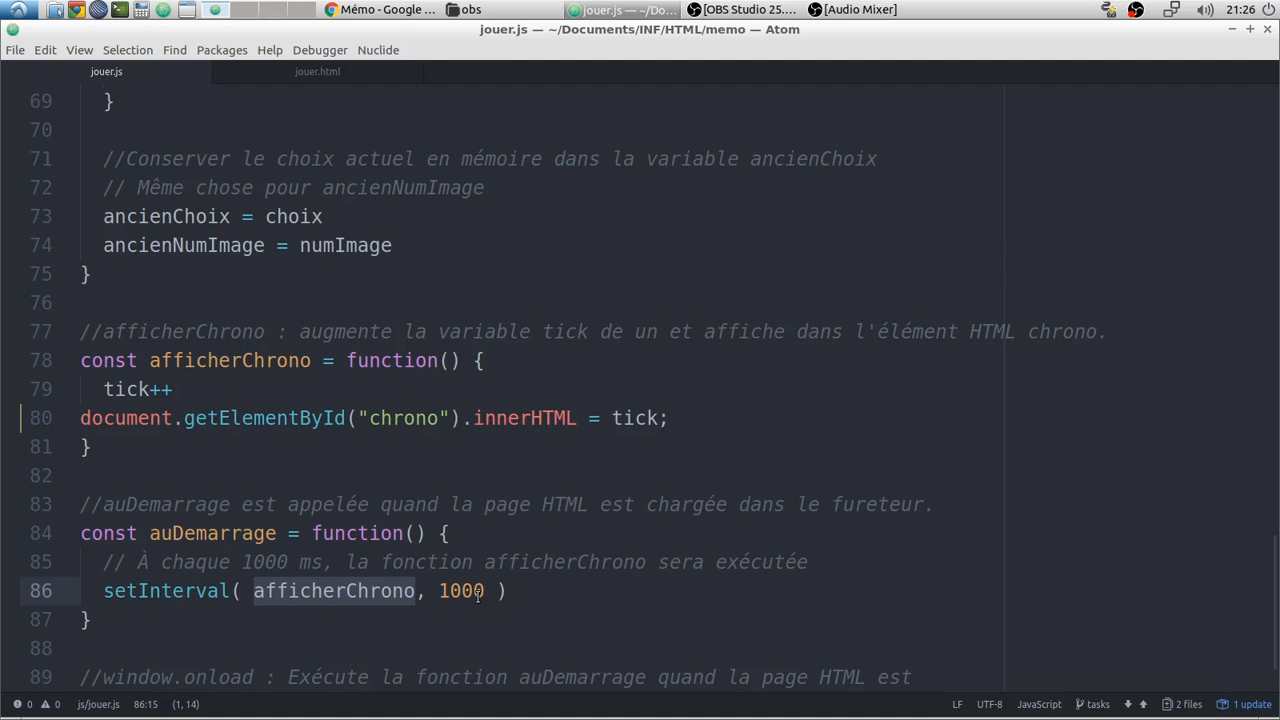 Mémo - Google ...
obs
jouer.js — ~/Do...
[OBS Studio 25....
[Audio Mixer]
21:26
jouer.js — ~/Documents/INF/HTML/memo — Atom
File Edit View Selection Find Packages Help Debugger Nuclide
jouer.js
jouer.html
69 }
70
71 //Conserver le choix actuel en mémoire dans la variable ancienChoix
72 // Même chose pour ancienNumImage
73 ancienChoix = choix
74 ancienNumImage = numImage
75 }
76
77 //afficherChrono : augmente la variable tick de un et affiche dans l'élément HTML chrono.
78 const afficherChrono = function() {
79 tick++
80 document.getElementById("chrono").innerHTML = tick;
81 }
82
83 //auDemarrage est appelée quand la page HTML est chargée dans le fureteur.
84 const auDemarrage = function() {
85 // À chaque 1000 ms, la fonction afficherChrono sera exécutée
86 setInterval( afficherChrono, 1000 )
87 }
88
89 //window.onload : Exécute la fonction auDemarrage quand la page HTML est
0 0 js/jouer.js 86:15 (1, 14) LF UTF-8 JavaScript tasks 2 files 1 update